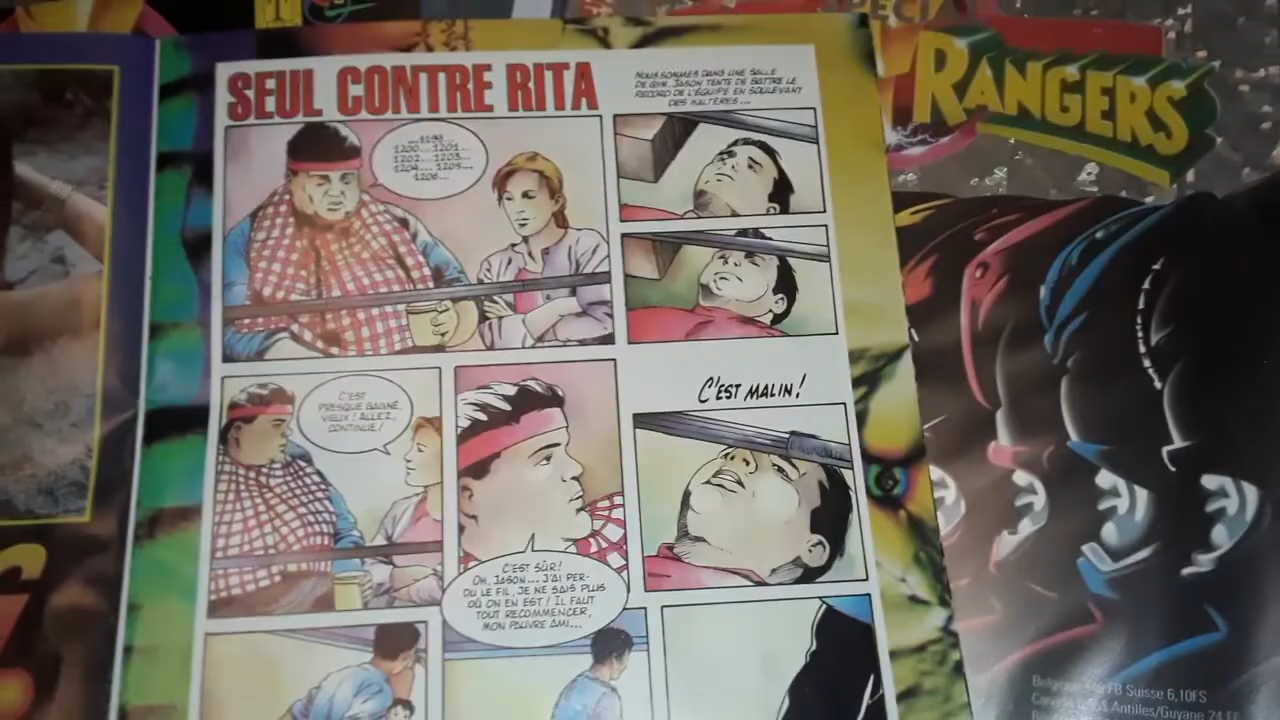 SEUL CONTRE RITA
NOUS SOMMES DANS UNE SALLE
DE GYM. JASON TENTE DE BATTRE LE
RECORD DE L'ÉQUIPE EN SOULEVANT
DES HALTÈRES...
...1199...
1200...1201...
1202...1203...
1204...1205...
1206...
C'EST
PRESQUE GAGNÉ,
VIEUX! ALLEZ,
CONTINUE!
C'EST SÛR!
OH, JASON... J'AI PER-
DU LE FIL, JE NE SAIS PLUS
OÙ ON EN EST! IL FAUT
TOUT RECOMMENCER,
MON PAUVRE AMI...
C'EST MALIN!
RANGERS
FB Suisse 6,10FS
Antilles/Guyane 24 FF